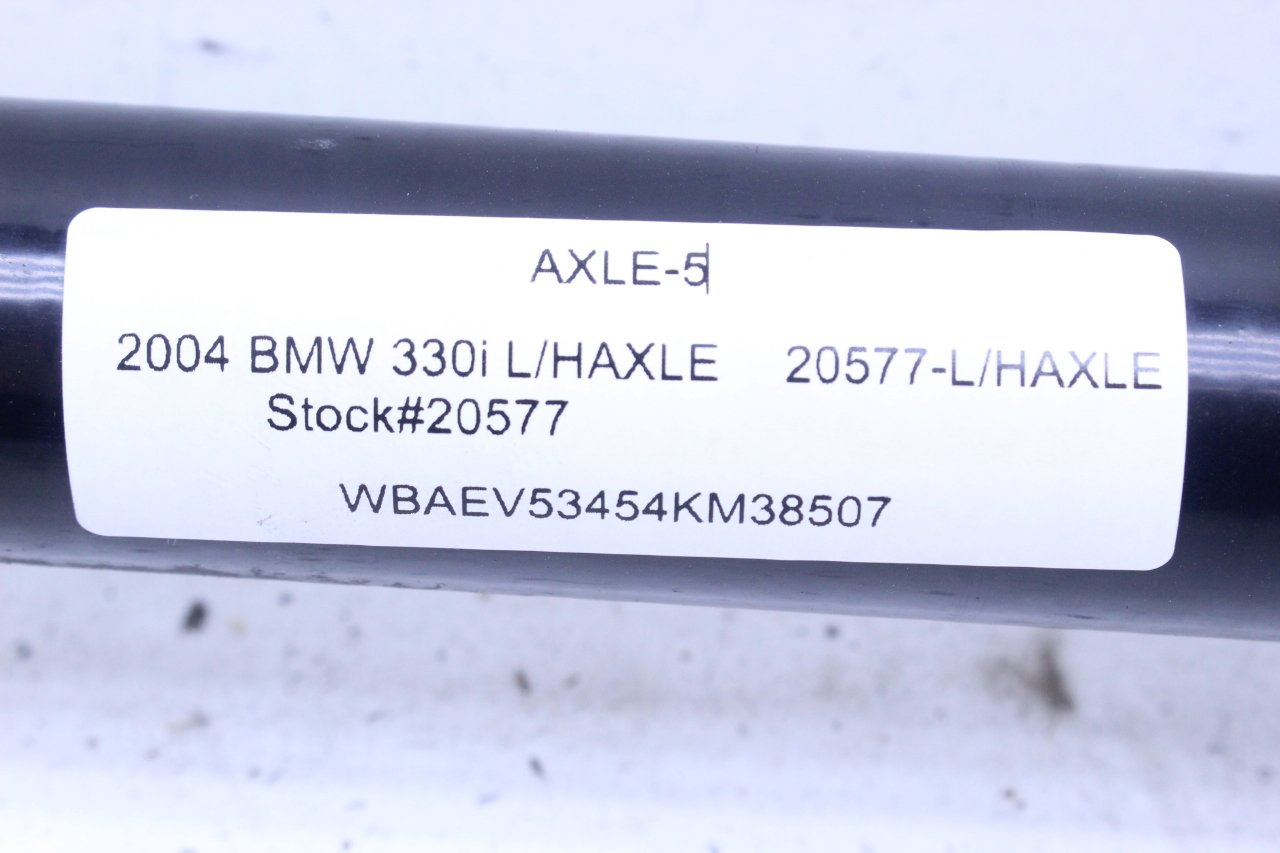 AXLE-5
2004 BMW 330i L/HAXLE 20577-L/HAXLE
Stock#20577
WBAEV53454KM38507